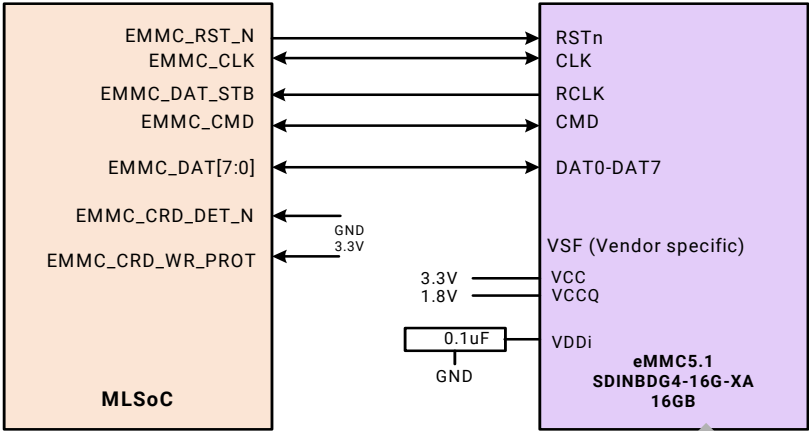 EMMC_RST_N
EMMC_CLK
EMMC_DAT_STB
EMMC_CMD
EMMC_DAT[7:0]
EMMC_CRD_DET_N
EMMC_CRD_WR_PROT
MLSoC
GND
3.3V
RSTn
CLK
RCLK
CMD
DAT0-DAT7
VSF (Vendor specific)
3.3V VCC
1.8V VCCQ
0.1uF VDDi
GND
eMMC5.1
SDINBDG4-16G-XA
16GB